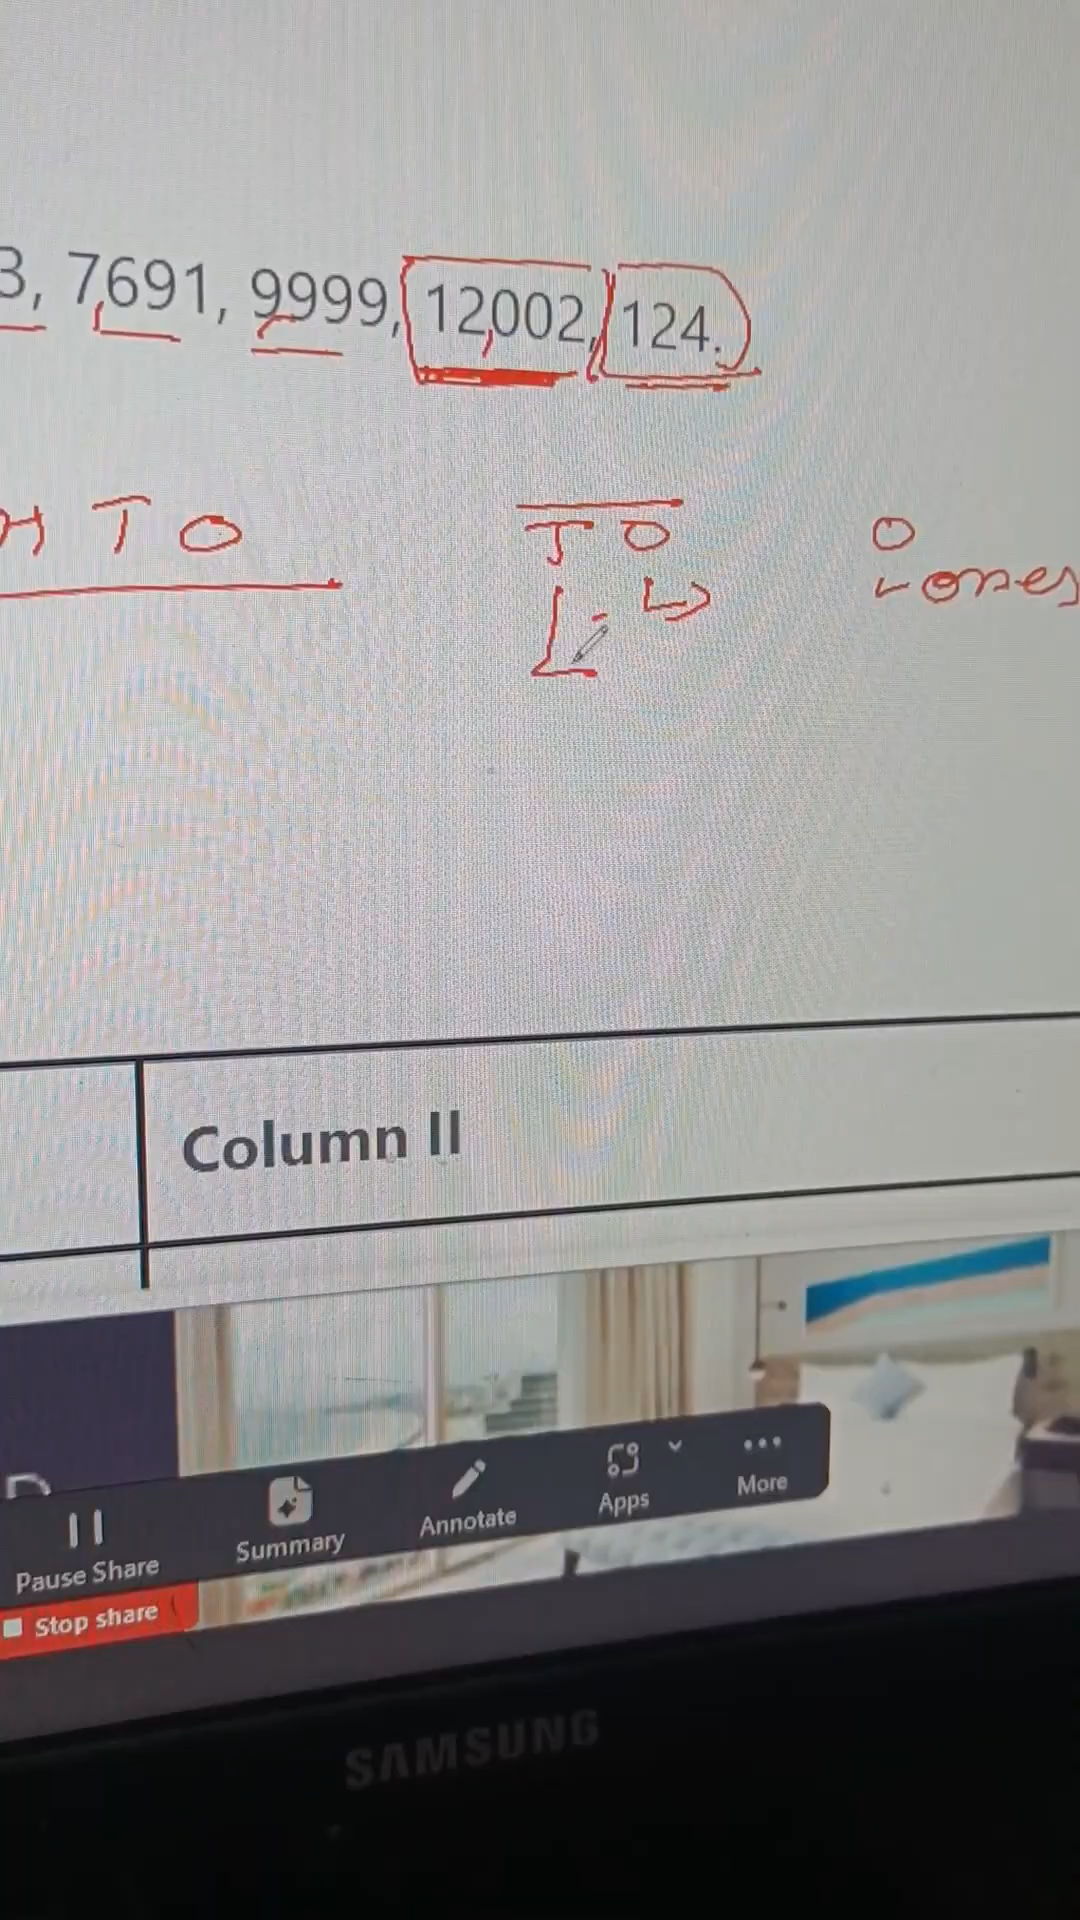 3, 7691, 9999, 12002, 124.
H T O T O O
ones
Column II
Pause Share Summary Annotate Apps More
Stop share
SAMSUNG